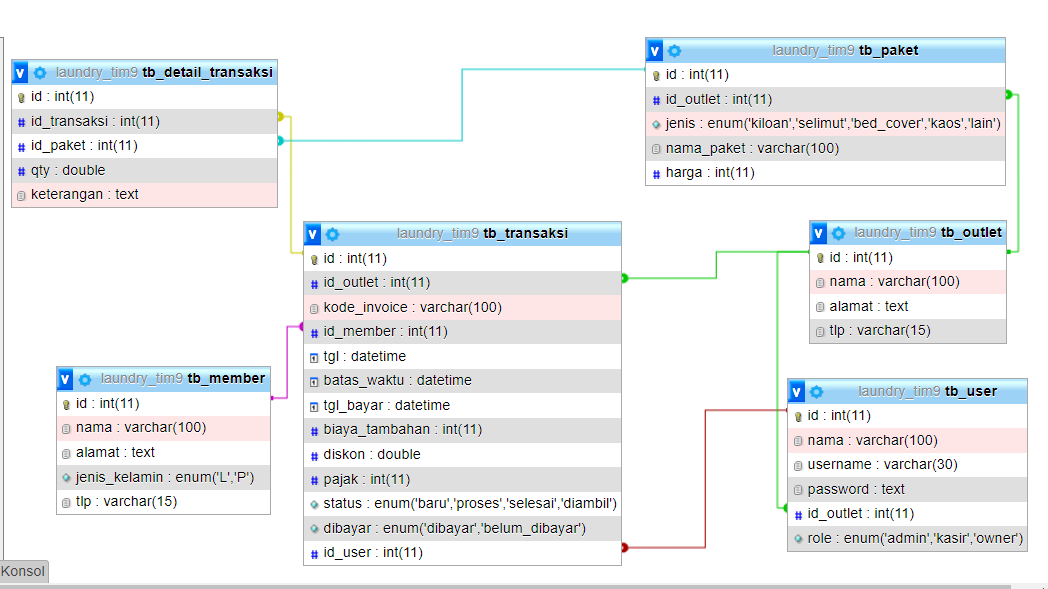 laundry_tim9 tb_detail_transaksi
id : int(11)
id_transaksi : int(11)
id_paket : int(11)
qty : double
keterangan : text
laundry_tim9 tb_paket
id : int(11)
id_outlet : int(11)
jenis : enum('kiloan','selimut','bed_cover','kaos','lain')
nama_paket : varchar(100)
harga : int(11)
laundry_tim9 tb_transaksi
id : int(11)
id_outlet : int(11)
kode_invoice : varchar(100)
id_member : int(11)
tgl : datetime
batas_waktu : datetime
tgl_bayar : datetime
biaya_tambahan : int(11)
diskon : double
pajak : int(11)
status : enum('baru','proses','selesai','diambil')
dibayar : enum('dibayar','belum_dibayar')
id_user : int(11)
laundry_tim9 tb_outlet
id : int(11)
nama : varchar(100)
alamat : text
tlp : varchar(15)
laundry_tim9 tb_member
id : int(11)
nama : varchar(100)
alamat : text
jenis_kelamin : enum('L','P')
tlp : varchar(15)
laundry_tim9 tb_user
id : int(11)
nama : varchar(100)
username : varchar(30)
password : text
id_outlet : int(11)
role : enum('admin','kasir','owner')
Konsol